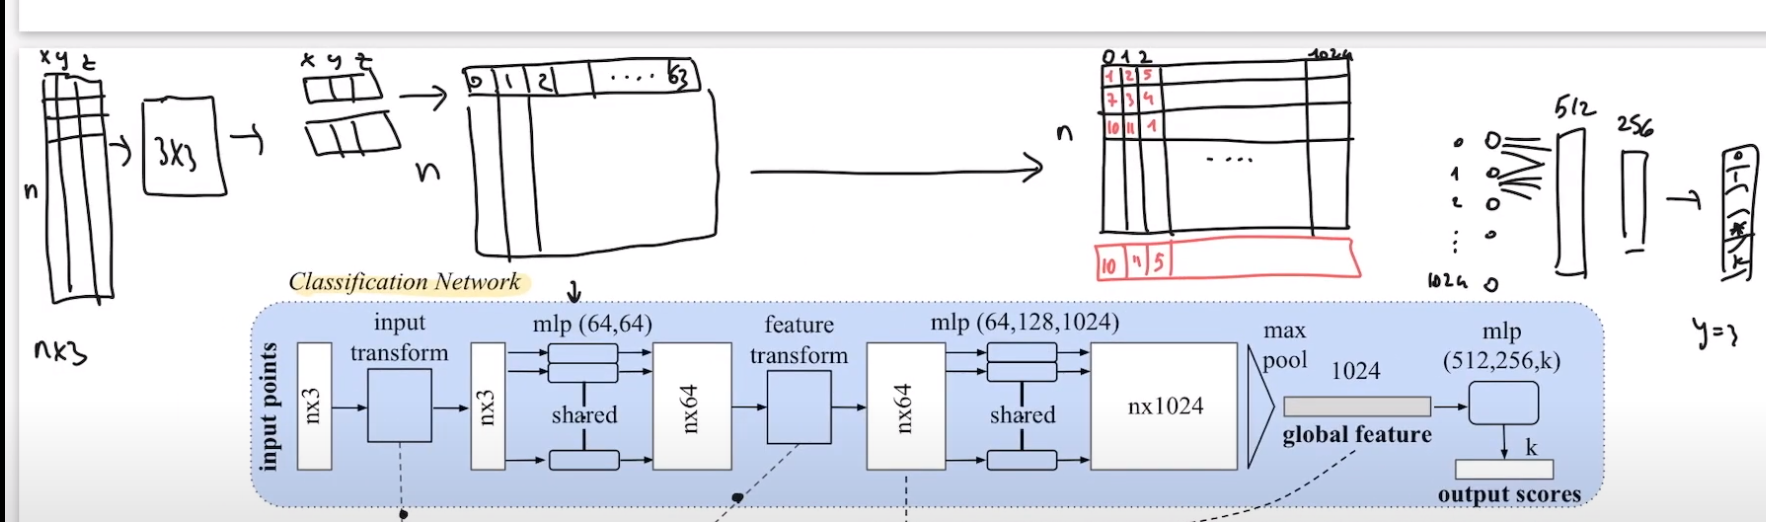 x y z
n
nx3
3x3
x y z
0 1 2 .... 63
n
0 1 2 1024
1 2 5
7 3 4
10 11 1
....
n
10 11 5
0
1
2
:
1024
512
256
0
1
k
y=3
Classification Network
input points
nx3
input
transform
nx3
mlp (64,64)
shared
nx64
feature
transform
nx64
mlp (64,128,1024)
shared
nx1024
max
pool
1024
global feature
mlp
(512,256,k)
k
output scores